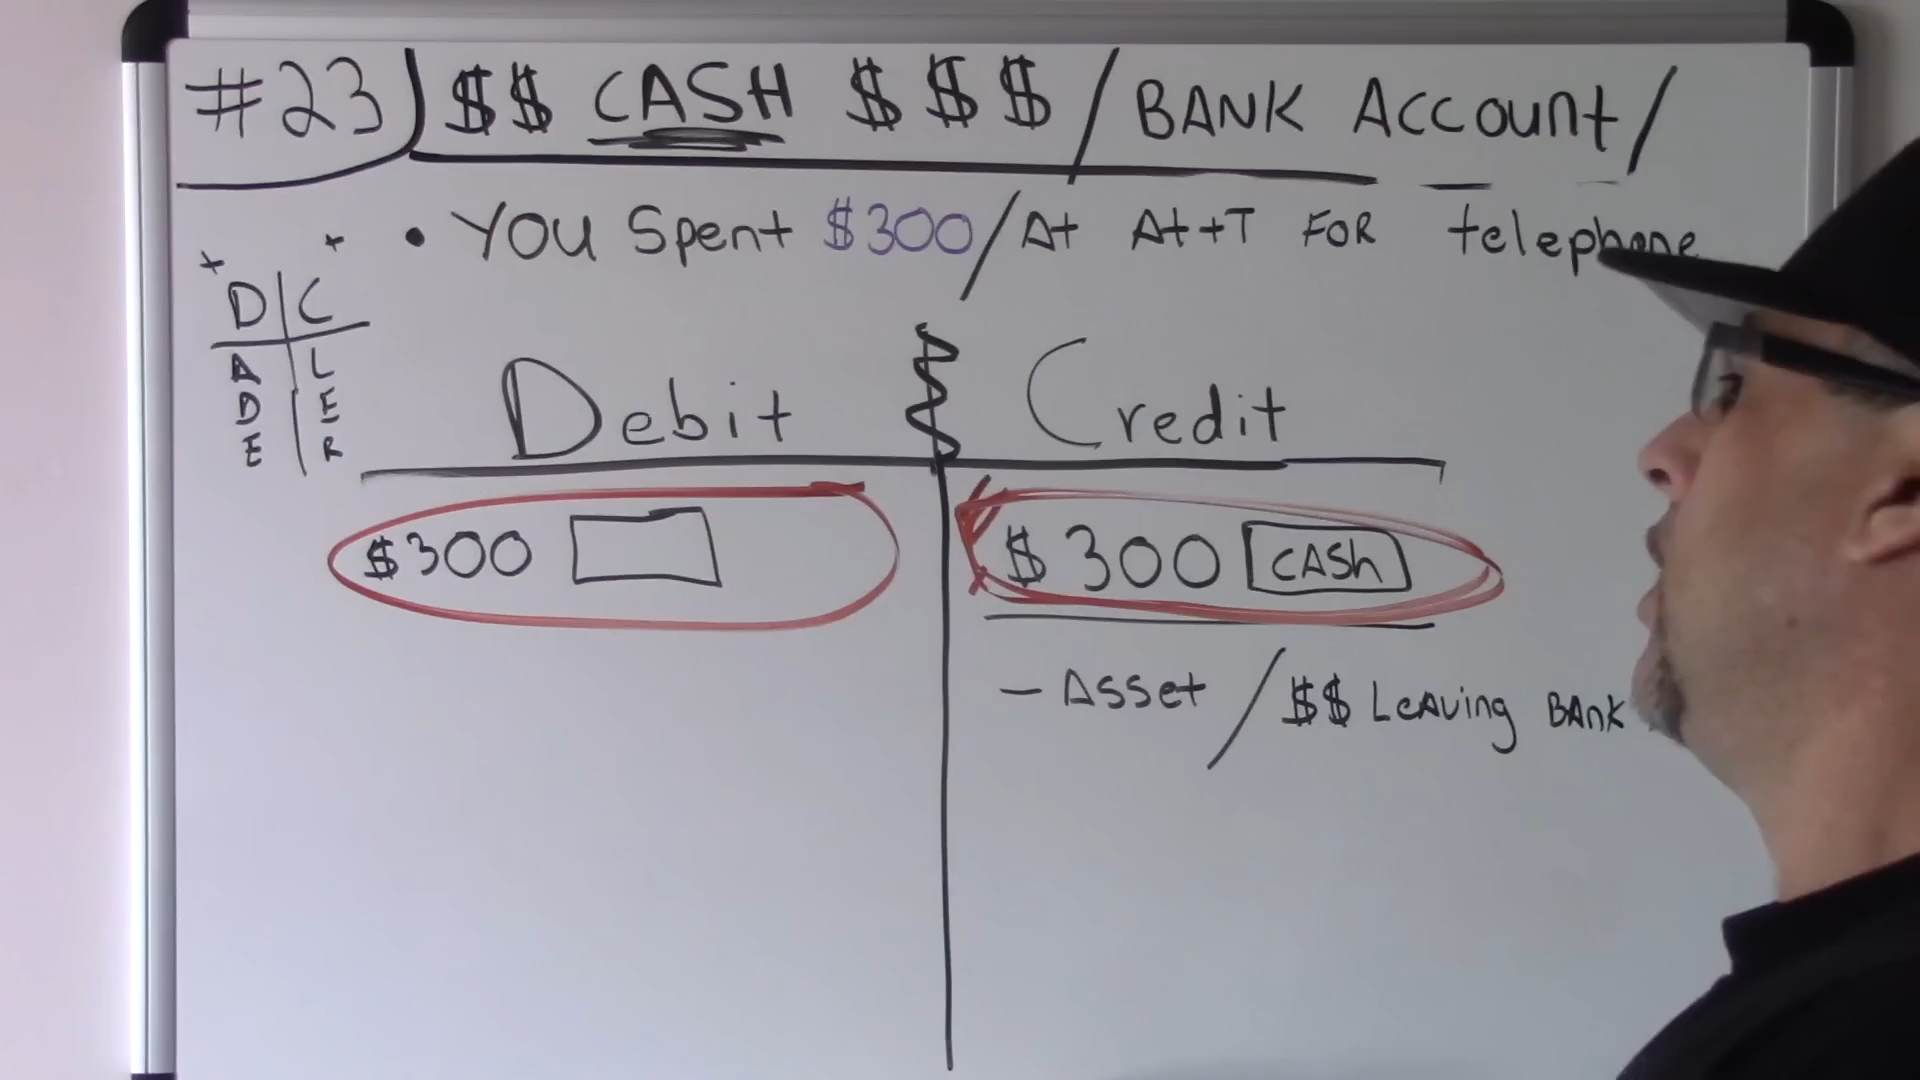 #23 $$ CASH $$$ / BANK Account /
• You Spent $300 / At At+T FOR telephone
+ +
D | C
A L
D E
E R
Debit Credit
$300 $300 CASh
- Asset / $$ Leaving BAnk